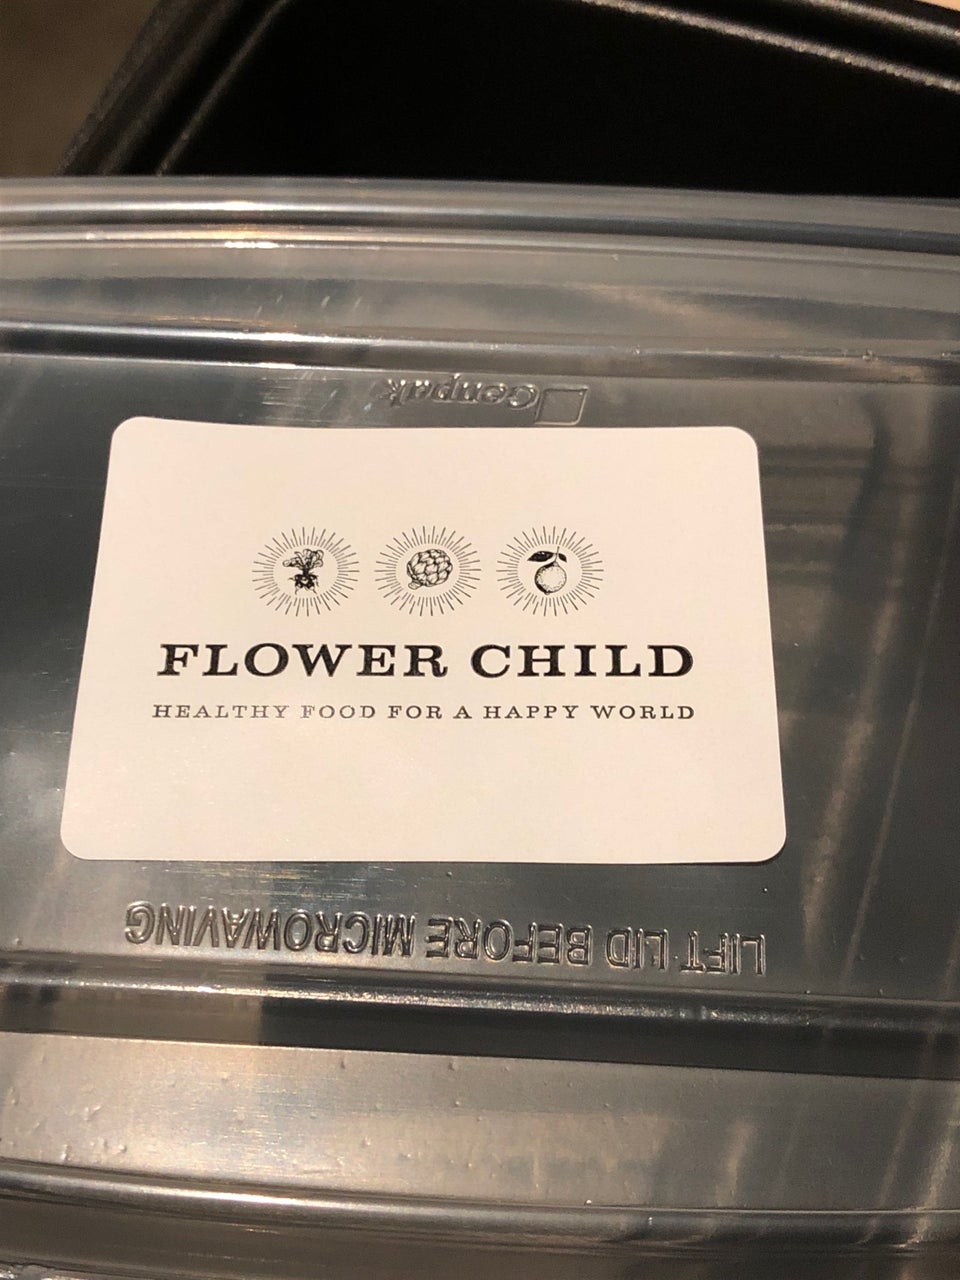 Genpak
FLOWER CHILD
HEALTHY FOOD FOR A HAPPY WORLD
LIFT LID BEFORE MICROWAVING